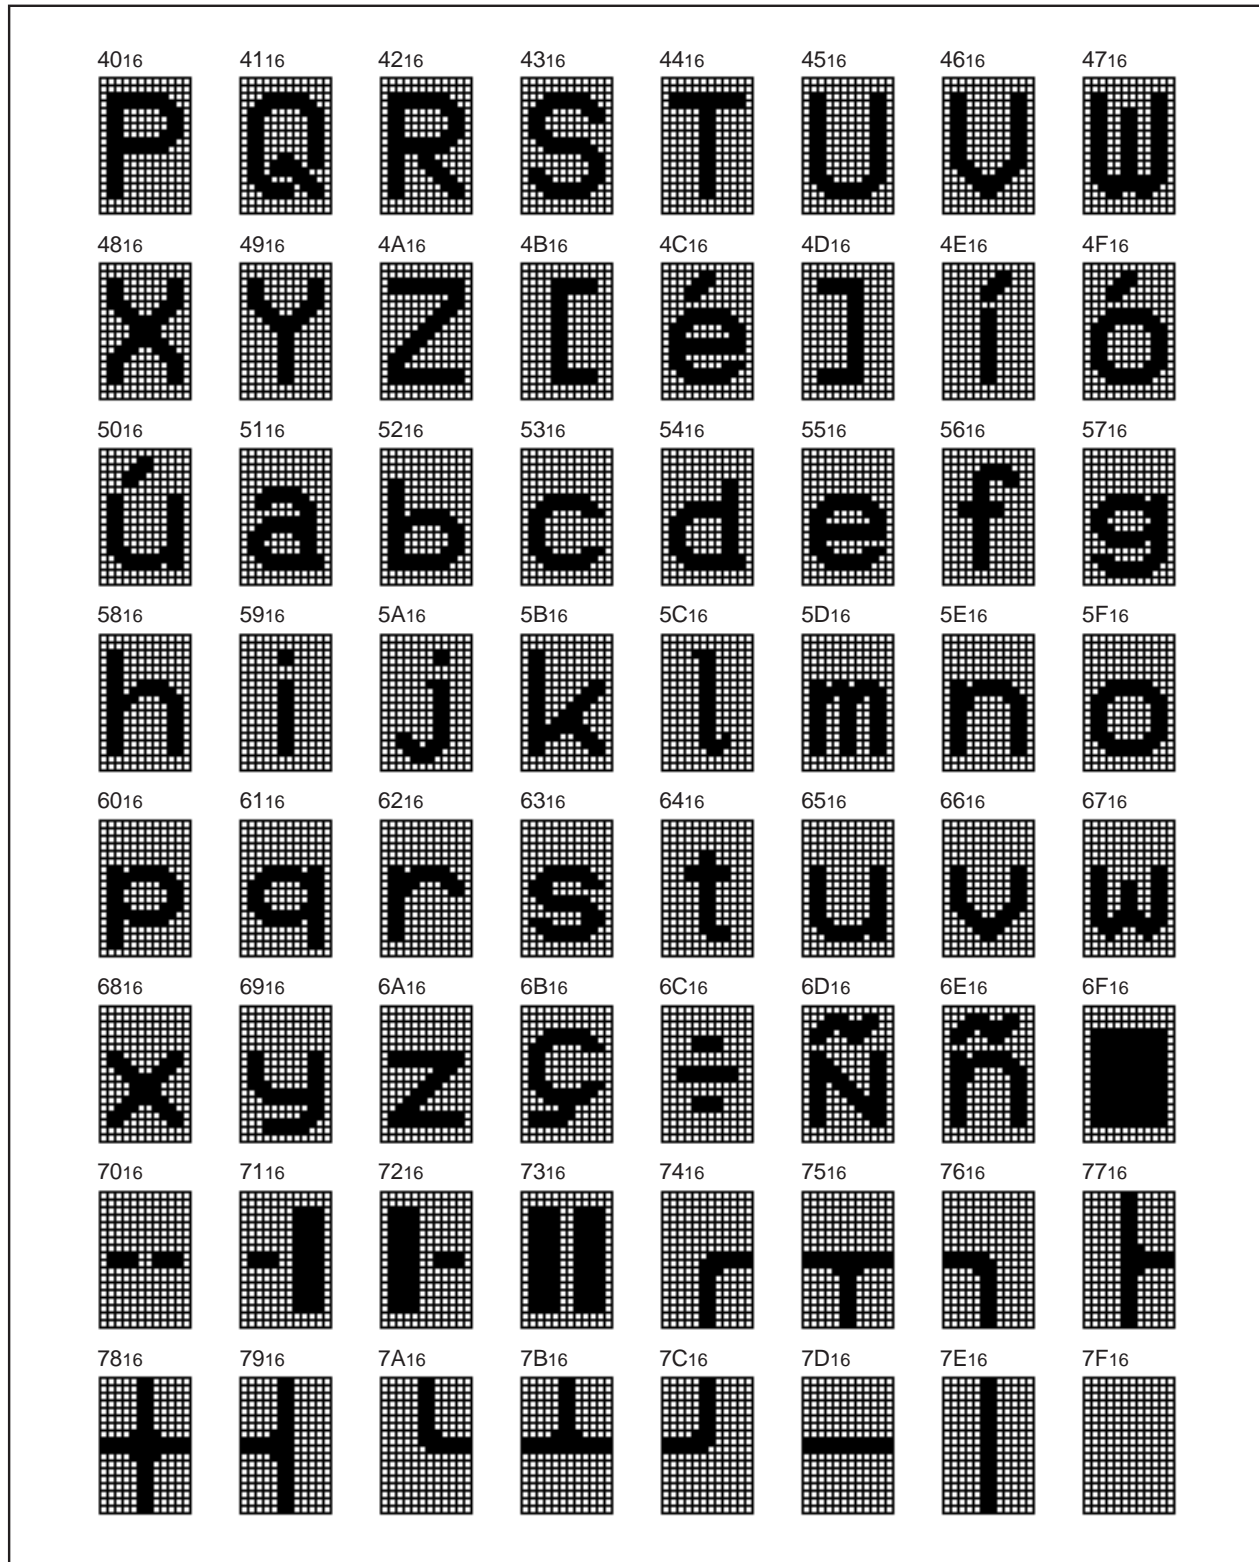 4016 4116 4216 4316 4416 4516 4616 4716
P Q R S T U V W
4816 4916 4A16 4B16 4C16 4D16 4E16 4F16
X Y Z [ é ] í ó
5016 5116 5216 5316 5416 5516 5616 5716
ú a b c d e f g
5816 5916 5A16 5B16 5C16 5D16 5E16 5F16
h i j k l m n o
6016 6116 6216 6316 6416 6516 6616 6716
p q r s t u v w
6816 6916 6A16 6B16 6C16 6D16 6E16 6F16
x y z Ç ÷ Ñ ñ █
7016 7116 7216 7316 7416 7516 7616 7716
┌ ┬ ┐ ├
7816 7916 7A16 7B16 7C16 7D16 7E16 7F16
┼ ┤ └ ┴ ┘ ─ │